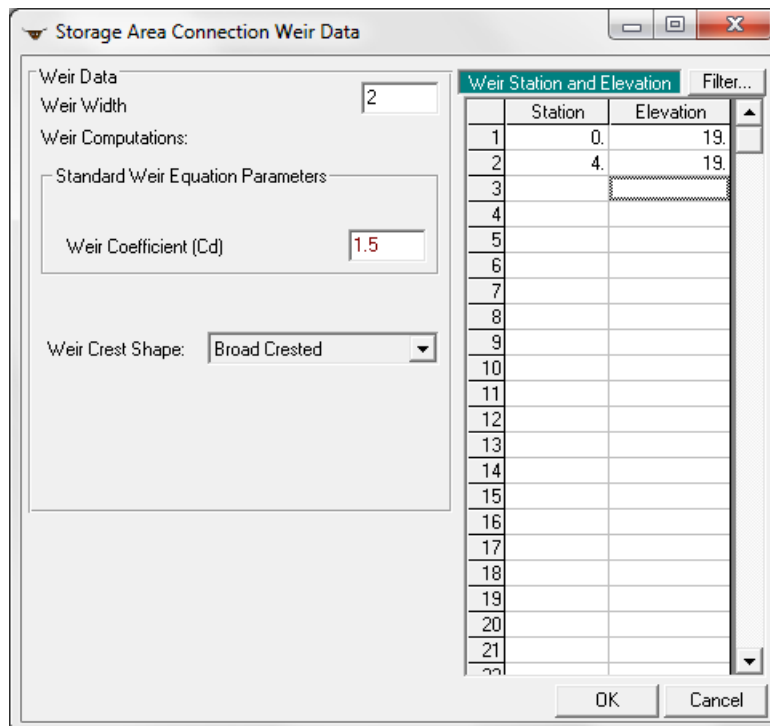 Storage Area Connection Weir Data
Weir Data
Weir Width 2
Weir Computations:
Standard Weir Equation Parameters
Weir Coefficient (Cd) 1.5
Weir Crest Shape: Broad Crested
Weir Station and Elevation Filter...
Station Elevation
1 0. 19.
2 4. 19.
3
4
5
6
7
8
9
10
11
12
13
14
15
16
17
18
19
20
21
22
OK Cancel